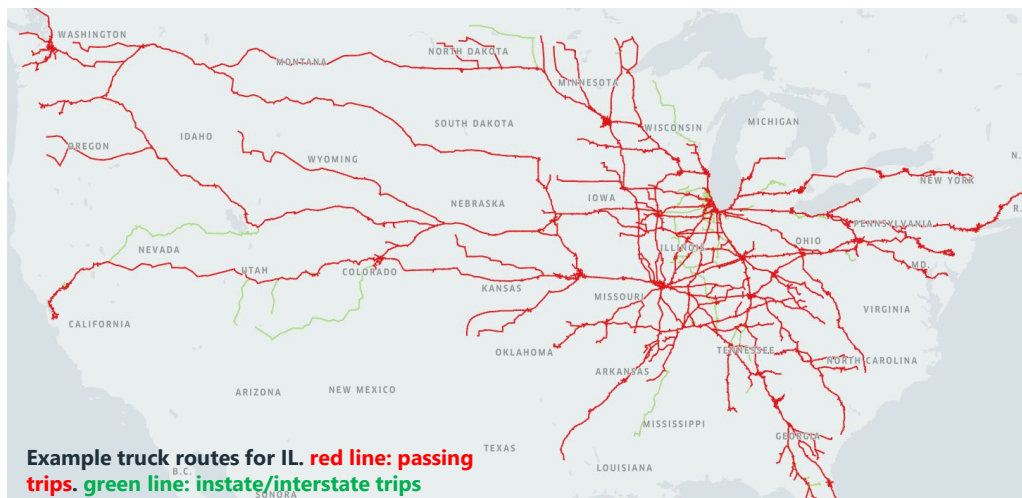 WASHINGTON
NORTH DAKOTA
MONTANA
MINNESOTA
SOUTH DAKOTA
WISCONSIN
MICHIGAN
IDAHO
OREGON
WYOMING
N.
NEW YORK
IOWA
NEBRASKA
R.
PENNSYLVANIA
OHIO
ILLINOIS
NEVADA
MD.
UTAH
COLORADO
KANSAS
MISSOURI
VIRGINIA
CALIFORNIA
TENNESSEE
OKLAHOMA
NORTH CAROLINA
ARKANSAS
ARIZONA
NEW MEXICO
MISSISSIPPI
GEORGIA
TEXAS
LOUISIANA
Example truck routes for IL. red line: passing
trips. green line: instate/interstate trips
B.C.
SONORA